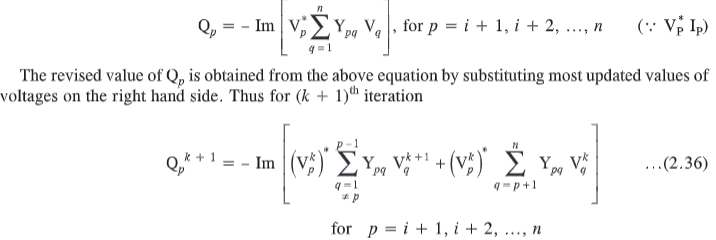 Q_p = - Im [ V_p^* ∑_{q=1}^{n} Y_{pq} V_q ], for p = i + 1, i + 2, ..., n (∵ V_P^* I_P)
The revised value of Q_p is obtained from the above equation by substituting most updated values of
voltages on the right hand side. Thus for (k + 1)^{th} iteration
Q_p^{k + 1} = - Im [ (V_p^k)^* ∑_{q=1 ≠p}^{p-1} Y_{pq} V_q^{k+1} + (V_p^k)^* ∑_{q=p+1}^{n} Y_{pq} V_q^k ] ...(2.36)
for p = i + 1, i + 2, ..., n